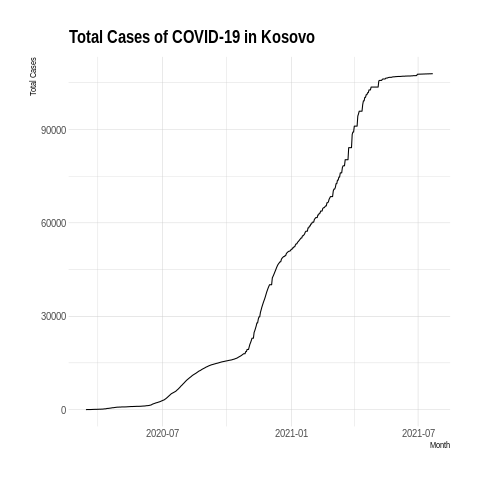 Total Cases of COVID-19 in Kosovo
Total Cases
90000
60000
30000
0
2020-07 2021-01 2021-07
Month